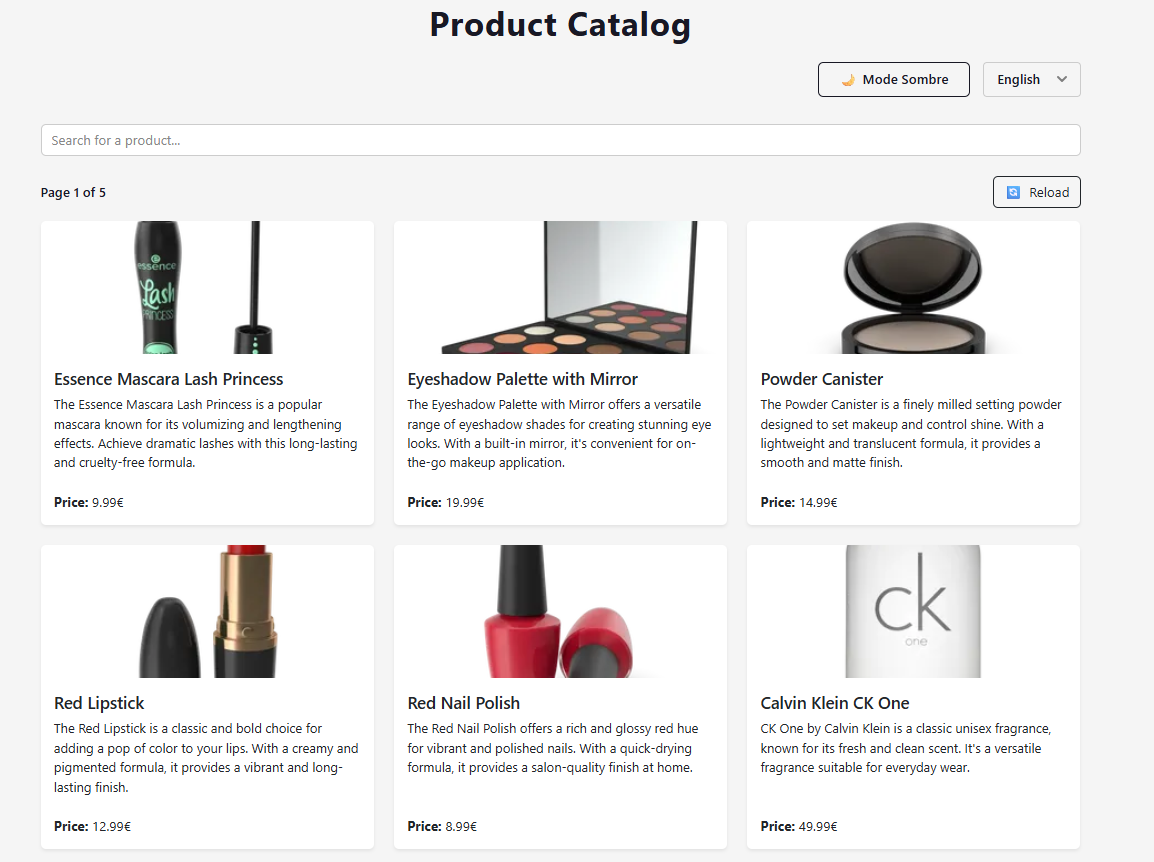 Product Catalog
🌙 Mode Sombre
English
Search for a product...
Page 1 of 5
🔄 Reload
essence
Lash
PRINCESS
Essence Mascara Lash Princess
The Essence Mascara Lash Princess is a popular
mascara known for its volumizing and lengthening
effects. Achieve dramatic lashes with this long-lasting
and cruelty-free formula.
Price: 9.99€
Eyeshadow Palette with Mirror
The Eyeshadow Palette with Mirror offers a versatile
range of eyeshadow shades for creating stunning eye
looks. With a built-in mirror, it's convenient for on-
the-go makeup application.
Price: 19.99€
Powder Canister
The Powder Canister is a finely milled setting powder
designed to set makeup and control shine. With a
lightweight and translucent formula, it provides a
smooth and matte finish.
Price: 14.99€
Red Lipstick
The Red Lipstick is a classic and bold choice for
adding a pop of color to your lips. With a creamy and
pigmented formula, it provides a vibrant and long-
lasting finish.
Price: 12.99€
Red Nail Polish
The Red Nail Polish offers a rich and glossy red hue
for vibrant and polished nails. With a quick-drying
formula, it provides a salon-quality finish at home.
Price: 8.99€
ck
one
Calvin Klein CK One
CK One by Calvin Klein is a classic unisex fragrance,
known for its fresh and clean scent. It's a versatile
fragrance suitable for everyday wear.
Price: 49.99€